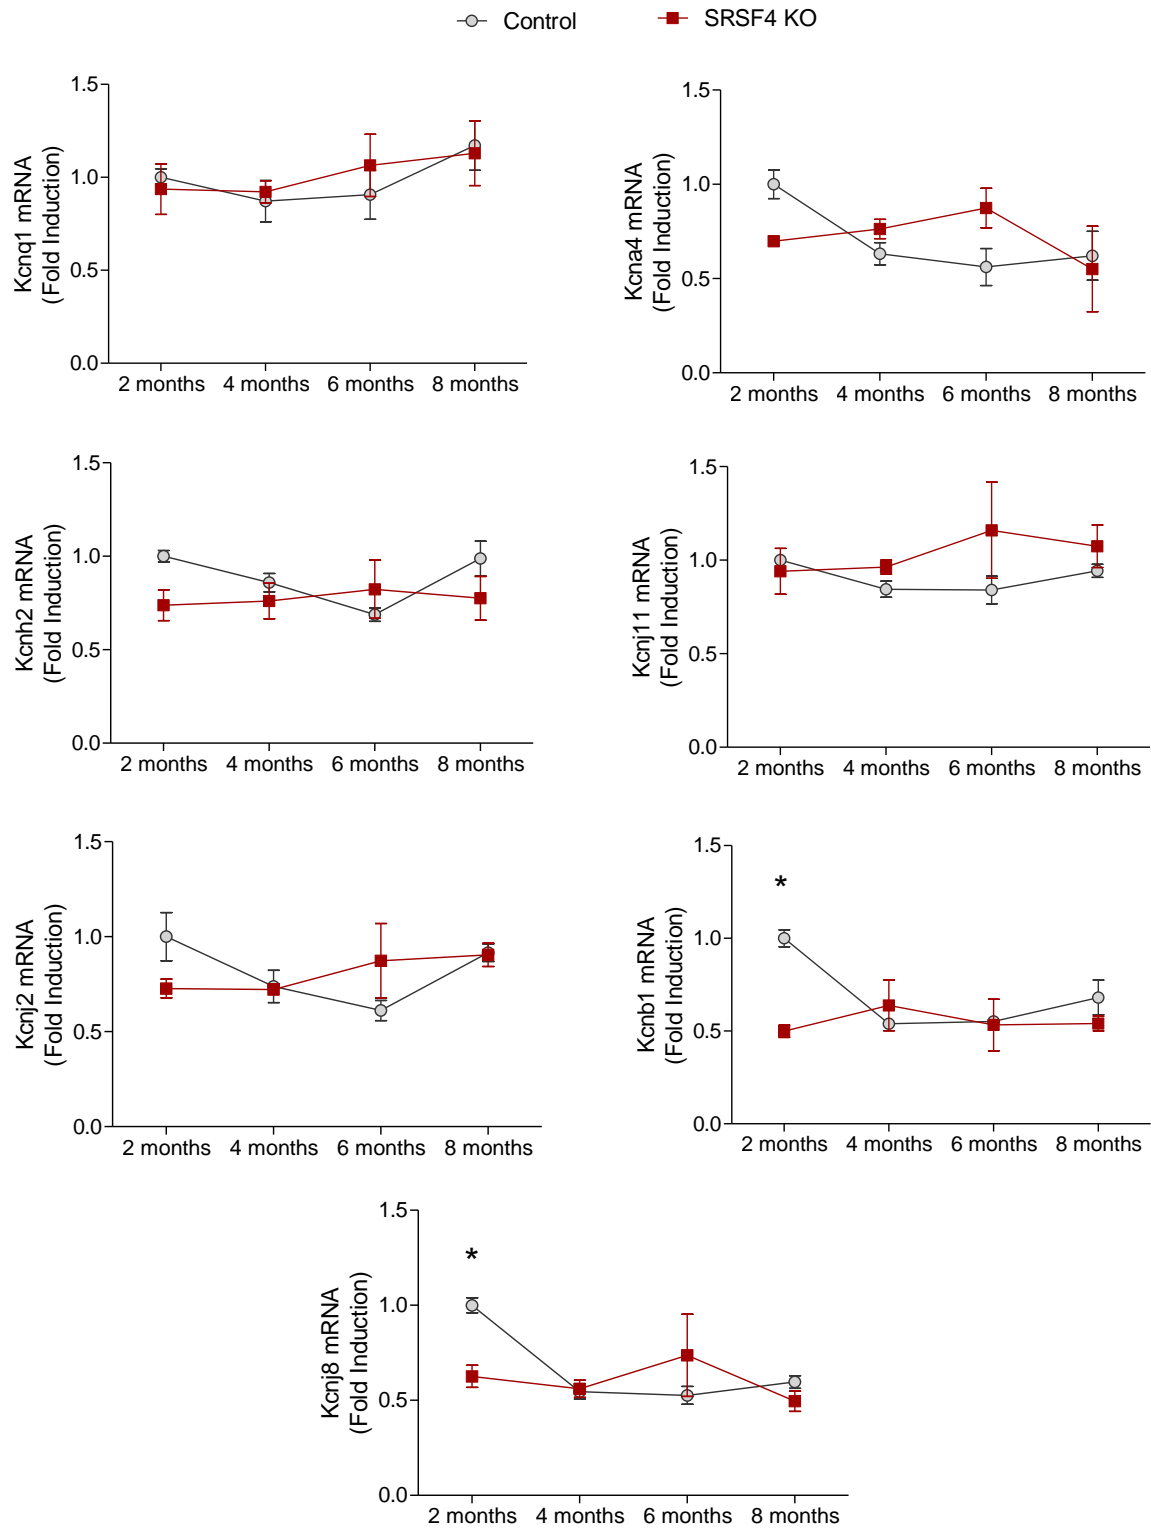 Control
SRSF4 KO
Kcnq1 mRNA
(Fold Induction)
1.5
1.0
0.5
0.0
2 months 4 months 6 months 8 months
Kcna4 mRNA
(Fold Induction)
1.5
1.0
0.5
0.0
2 months 4 months 6 months 8 months
Kcnh2 mRNA
(Fold Induction)
1.5
1.0
0.5
0.0
2 months 4 months 6 months 8 months
Kcnj11 mRNA
(Fold Induction)
1.5
1.0
0.5
0.0
2 months 4 months 6 months 8 months
Kcnj2 mRNA
(Fold Induction)
1.5
1.0
0.5
0.0
2 months 4 months 6 months 8 months
Kcnb1 mRNA
(Fold Induction)
1.5
1.0
0.5
0.0
*
2 months 4 months 6 months 8 months
Kcnj8 mRNA
(Fold Induction)
1.5
1.0
0.5
0.0
*
2 months 4 months 6 months 8 months